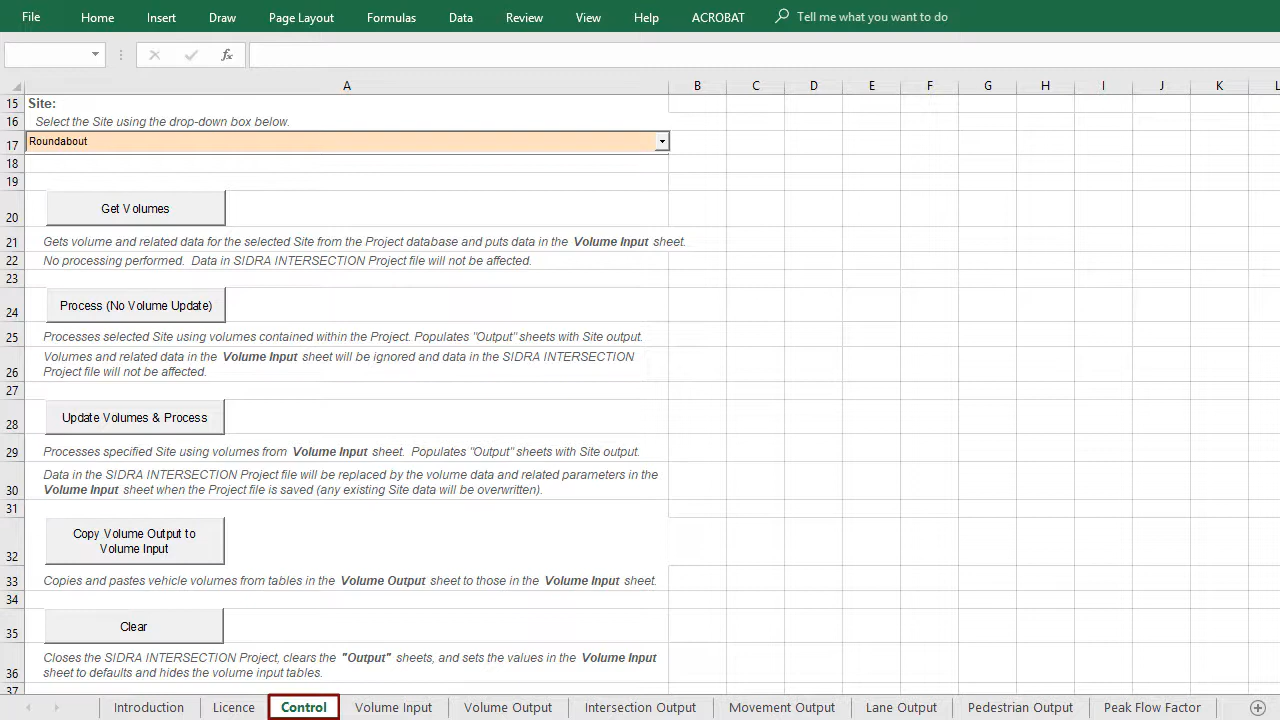 File Home Insert Draw Page Layout Formulas Data Review View Help ACROBAT Tell me what you want to do
fx
A B C D E F G H I J K L
15 Site:
16 Select the Site using the drop-down box below.
17 Roundabout
18
19
20 Get Volumes
21 Gets volume and related data for the selected Site from the Project database and puts data in the Volume Input sheet.
22 No processing performed. Data in SIDRA INTERSECTION Project file will not be affected.
23
24 Process (No Volume Update)
25 Processes selected Site using volumes contained within the Project. Populates "Output" sheets with Site output.
Volumes and related data in the Volume Input sheet will be ignored and data in the SIDRA INTERSECTION
26 Project file will not be affected.
27
28 Update Volumes & Process
29 Processes specified Site using volumes from Volume Input sheet. Populates "Output" sheets with Site output.
Data in the SIDRA INTERSECTION Project file will be replaced by the volume data and related parameters in the
30 Volume Input sheet when the Project file is saved (any existing Site data will be overwritten).
31
Copy Volume Output to
32 Volume Input
33 Copies and pastes vehicle volumes from tables in the Volume Output sheet to those in the Volume Input sheet.
34
35 Clear
Closes the SIDRA INTERSECTION Project, clears the "Output" sheets, and sets the values in the Volume Input
36 sheet to defaults and hides the volume input tables.
37
Introduction Licence Control Volume Input Volume Output Intersection Output Movement Output Lane Output Pedestrian Output Peak Flow Factor